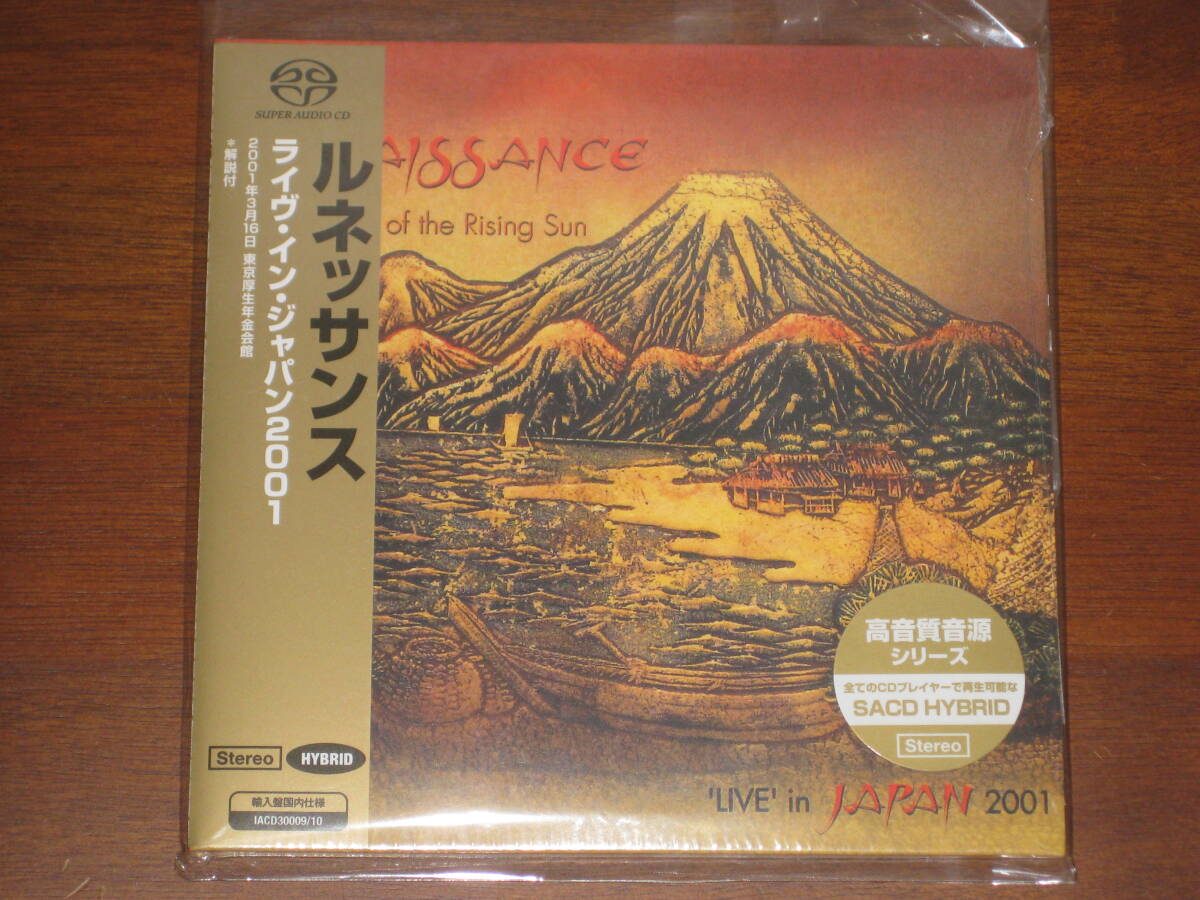 SUPER AUDIO CD
ルネッサンス
ライヴ・イン・ジャパン2001
2001年3月16日 東京厚生年金会館
*解説付
Stereo
HYBRID
輸入盤国内仕様
IACD30009/10
AISSANCE
of the Rising Sun
高音質音源
シリーズ
全てのCDプレイヤーで再生可能な
SACD HYBRID
Stereo
'LIVE' in JAPAN 2001